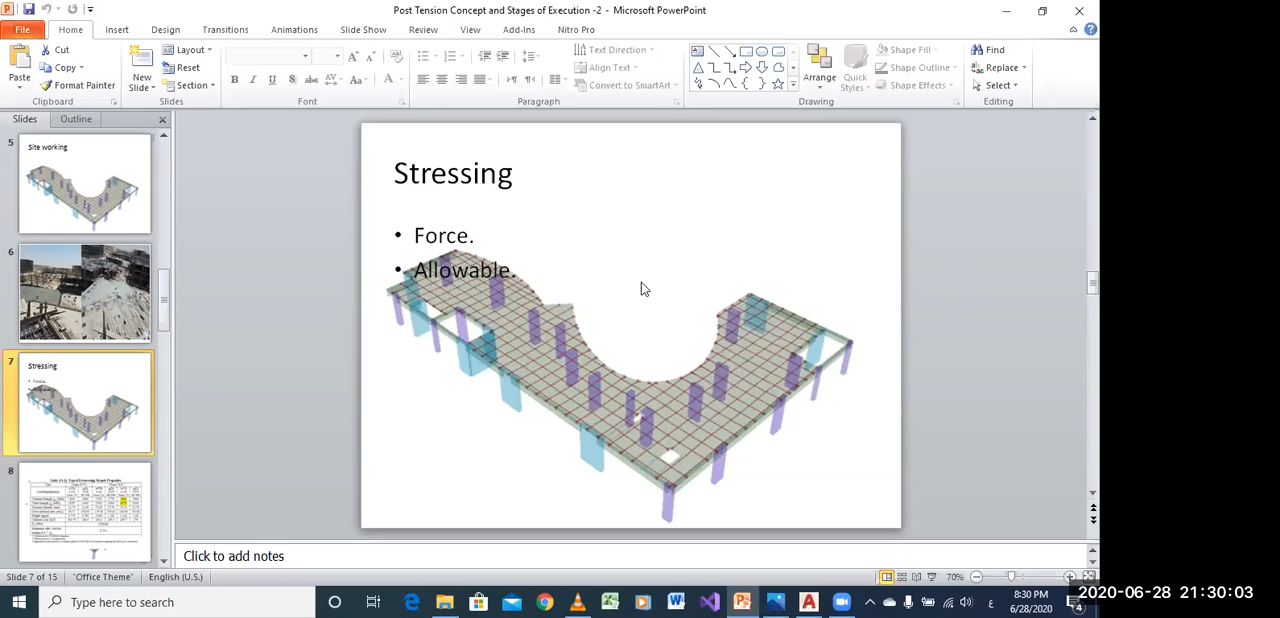 Post Tension Concept and Stages of Execution -2 - Microsoft PowerPoint
File Home Insert Design Transitions Animations Slide Show Review View Add-Ins Nitro Pro
Paste
Cut
Copy
Format Painter
Clipboard
New Slide
Layout
Reset
Section
Slides
B I U S abc AV Aa A
Font
Text Direction
Align Text
Convert to SmartArt
Paragraph
Arrange
Quick Styles
Shape Fill
Shape Outline
Shape Effects
Drawing
Find
Replace
Select
Editing
Slides Outline
5
Site working
6
7
Stressing
Force.
8
Stressing
• Force.
• Allowable.
Click to add notes
Slide 7 of 15 "Office Theme" English (U.S.) 70%
Type here to search
ع
8:30 PM
6/28/2020
4
2020-06-28 21:30:03